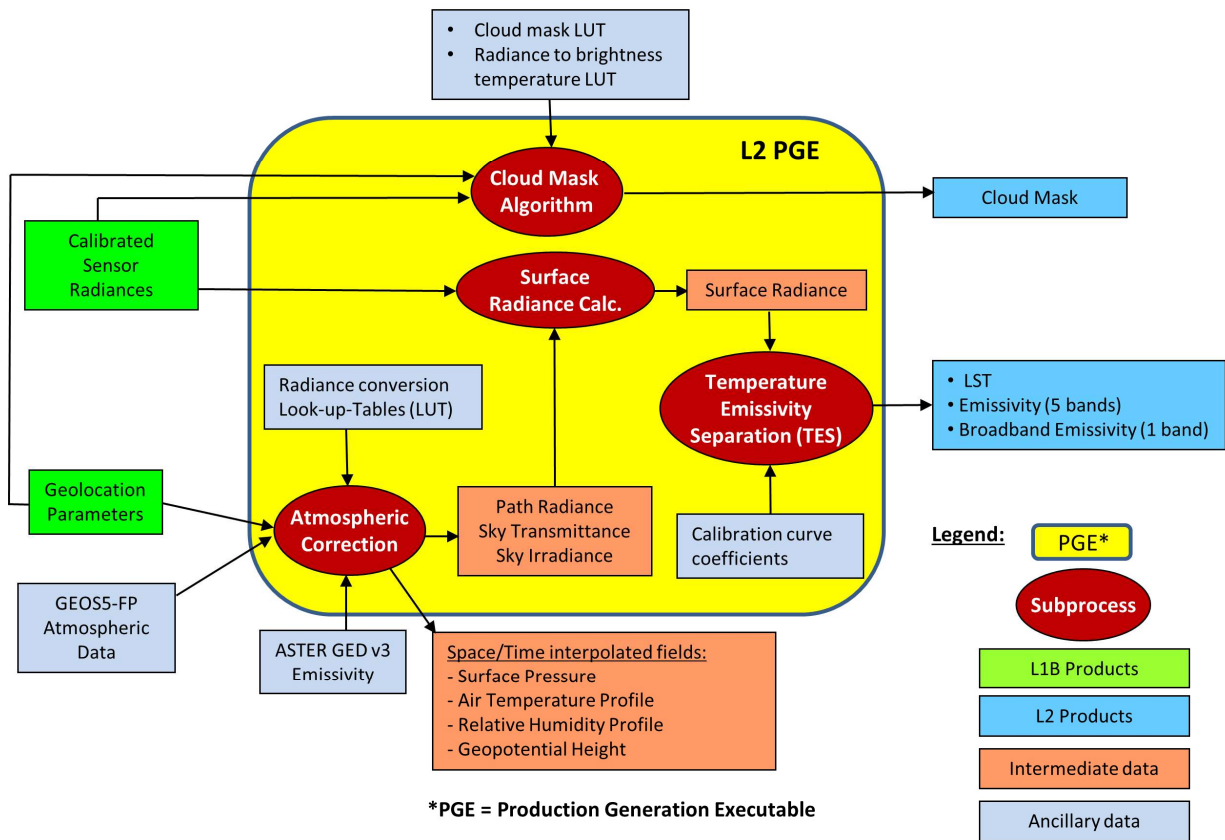 • Cloud mask LUT
• Radiance to brightness
temperature LUT
L2 PGE
Cloud Mask
Algorithm
Cloud Mask
Calibrated
Sensor
Radiances
Surface
Radiance Calc.
Surface Radiance
Radiance conversion
Look-up-Tables (LUT)
Temperature
Emissivity
Separation (TES)
• LST
• Emissivity (5 bands)
• Broadband Emissivity (1 band)
Geolocation
Parameters
Atmospheric
Correction
Path Radiance
Sky Transmittance
Sky Irradiance
Calibration curve
coefficients
GEOS5-FP
Atmospheric
Data
ASTER GED v3
Emissivity
Space/Time interpolated fields:
- Surface Pressure
- Air Temperature Profile
- Relative Humidity Profile
- Geopotential Height
Legend:
PGE*
Subprocess
L1B Products
L2 Products
Intermediate data
Ancillary data
*PGE = Production Generation Executable